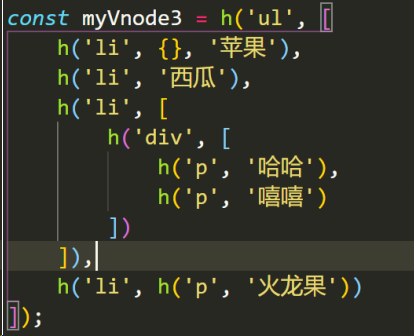 const myVnode3 = h('ul', [
    h('li', {}, '苹果'),
    h('li', '西瓜'),
    h('li', [
        h('div', [
            h('p', '哈哈'),
            h('p', '嘻嘻')
        ])
    ]),
    h('li', h('p', '火龙果'))
]);